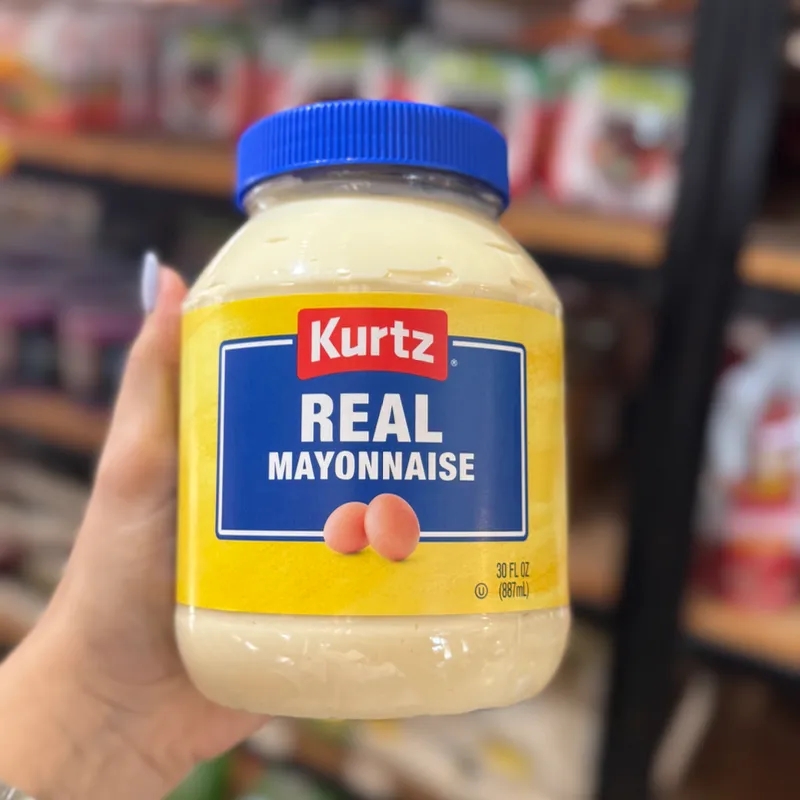 Kurtz®
REAL
MAYONNAISE
30 FL OZ
Ⓤ (887mL)